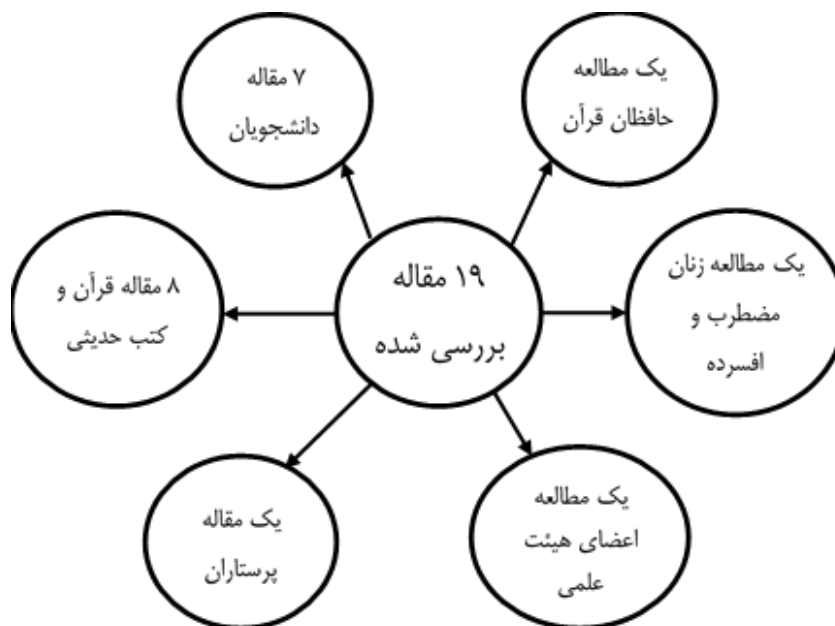 یک مطالعه
حافظان قرآن
۷ مقاله
دانشجویان
۱۹ مقاله
بررسی شده
یک مطالعه زنان
مضطرب و
افسرده
۸ مقاله قرآن و
کتب حدیثی
یک مطالعه
اعضای هیئت
علمی
یک مقاله
پرستاران